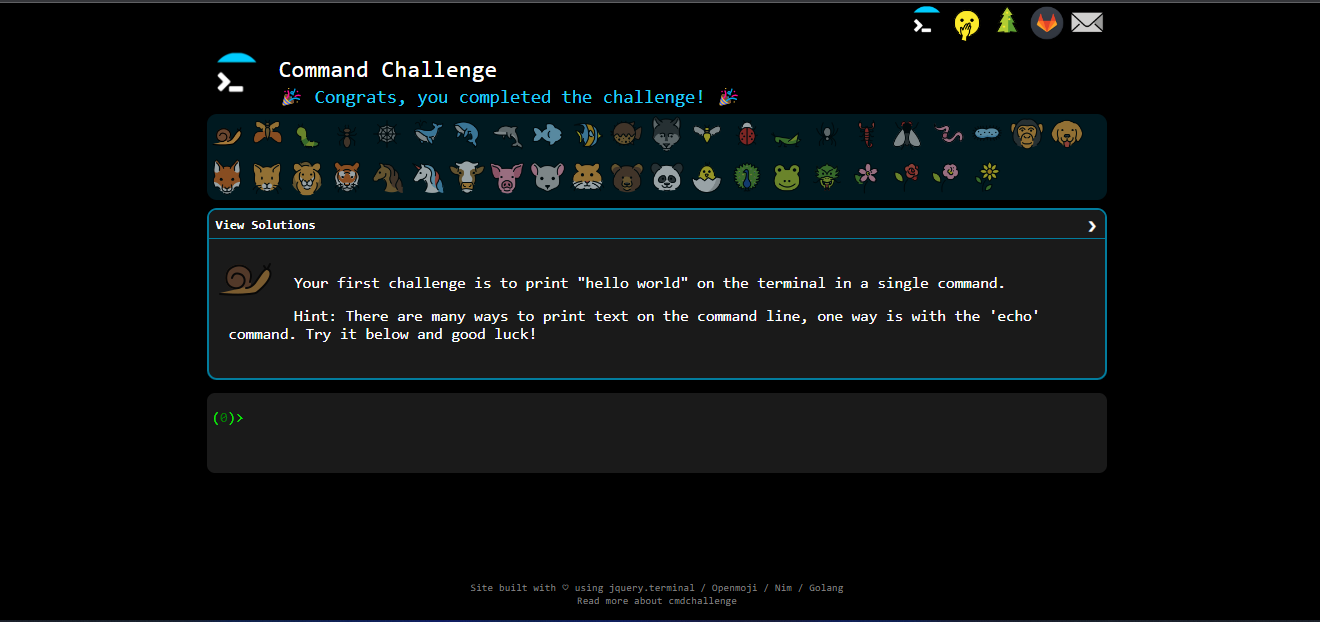 Command Challenge
🎉 Congrats, you completed the challenge! 🎉
View Solutions ❯
Your first challenge is to print "hello world" on the terminal in a single command.
Hint: There are many ways to print text on the command line, one way is with the 'echo'
command. Try it below and good luck!
(0)>
Site built with ♡ using jquery.terminal / Openmoji / Nim / Golang
Read more about cmdchallenge